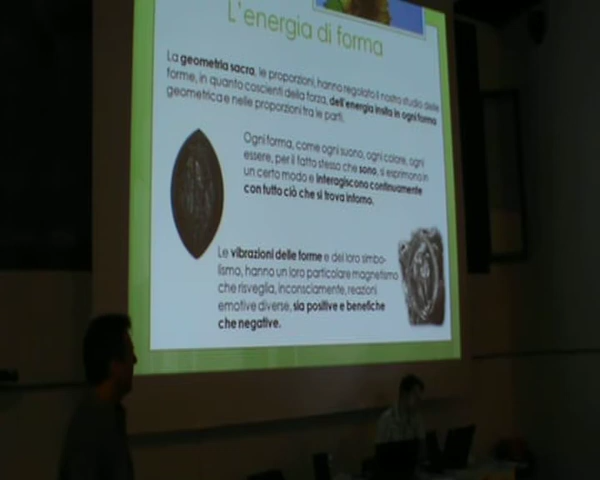 L'energia di forma
La geometria sacra, le proporzioni, hanno regolato il nostro studio delle
forme, in quanto coscienti della forza, dell'energia insita in ogni forma
geometrica e nelle proporzioni tra le parti.
Ogni forma, come ogni suono, ogni colore, ogni
essere, per il fatto stesso che sono, si esprimono in
un certo modo e interagiscono continuamente
con tutto ciò che si trova intorno.
Le vibrazioni delle forme e del loro simbo-
lismo, hanno un loro particolare magnetismo
che risveglia, inconsciamente, reazioni
emotive diverse, sia positive e benefiche
che negative.